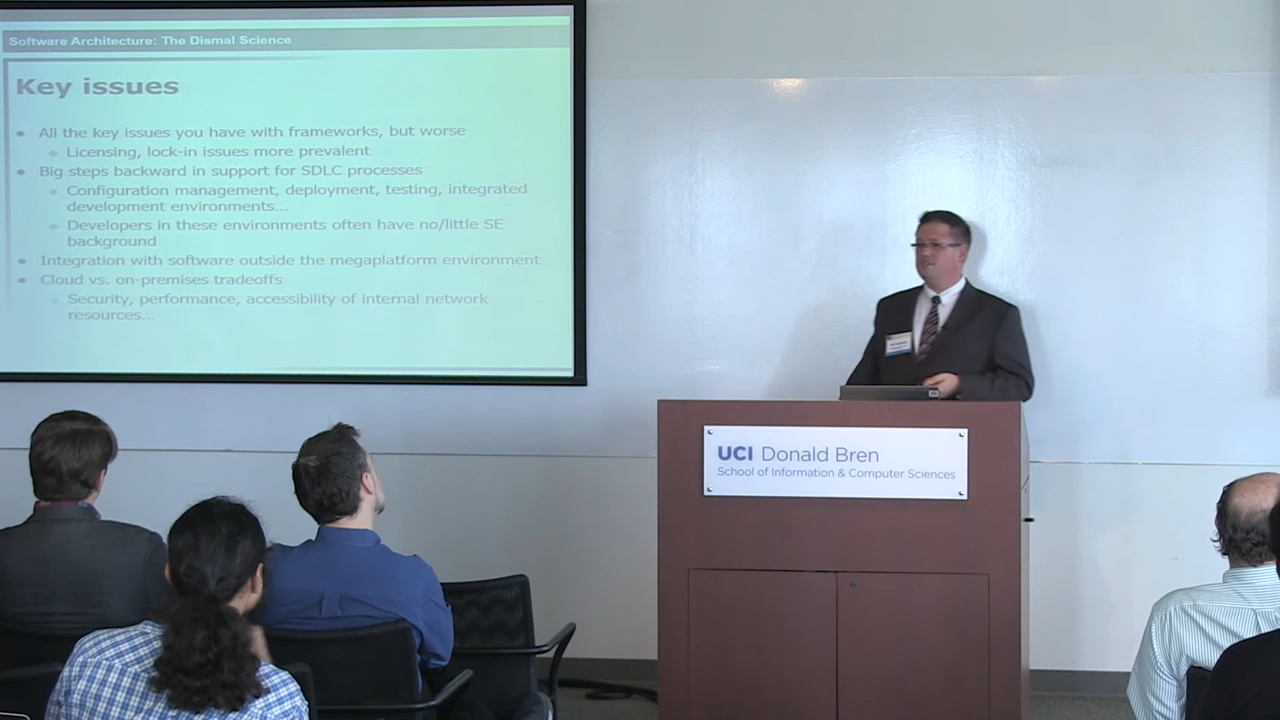 Software Architecture: The Dismal Science
Key issues
All the key issues you have with frameworks, but worse
Licensing, lock-in issues more prevalent
Big steps backward in support for SDLC processes
Configuration management, deployment, testing, integrated
development environments...
Developers in these environments often have no/little SE
background
Integration with software outside the megaplatform environment
Cloud vs. on-premises tradeoffs
Security, performance, accessibility of internal network
resources...
UCI Donald Bren
School of Information & Computer Sciences